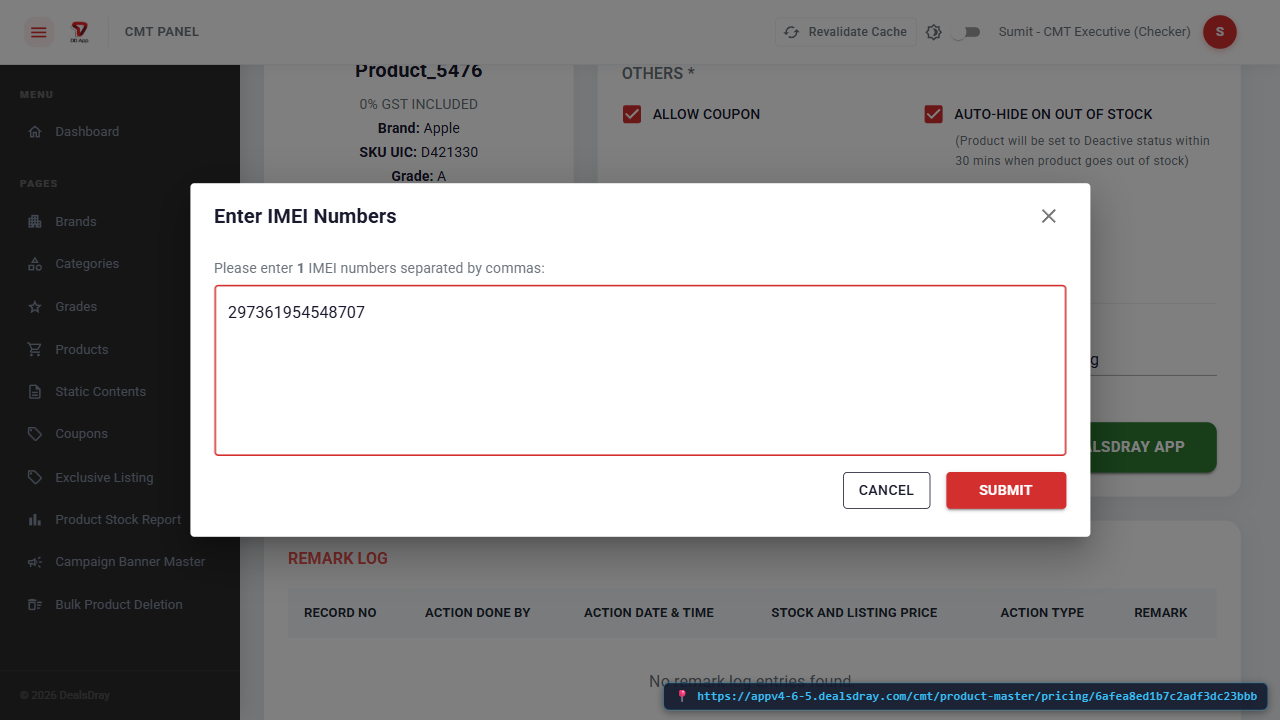 DD App
CMT PANEL
Revalidate Cache
Sumit - CMT Executive (Checker)
S
MENU
Dashboard
PAGES
Brands
Categories
Grades
Products
Static Contents
Coupons
Exclusive Listing
Product Stock Report
Campaign Banner Master
Bulk Product Deletion
© 2026 DealsDray
Product_5476
0% GST INCLUDED
Brand: Apple
SKU UIC: D421330
Grade: A
OTHERS *
ALLOW COUPON
AUTO-HIDE ON OUT OF STOCK
(Product will be set to Deactive status within
30 mins when product goes out of stock)
Enter IMEI Numbers
Please enter 1 IMEI numbers separated by commas:
297361954548707
CANCEL
SUBMIT
g
ALSDRAY APP
REMARK LOG
RECORD NO
ACTION DONE BY
ACTION DATE & TIME
STOCK AND LISTING PRICE
ACTION TYPE
REMARK
No remark log entries found
https://appv4-6-5.dealsdray.com/cmt/product-master/pricing/6afea8ed1b7c2adf3dc23bbb